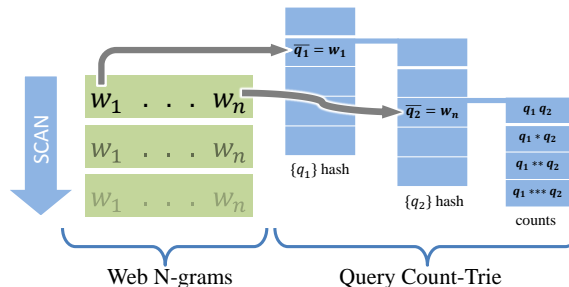 SCAN
w₁ . . . wₙ
w₁ . . . wₙ
w₁ . . . wₙ
Web N-grams
q̅₁ = w₁
{q₁} hash
q̅₂ = wₙ
{q₂} hash
q₁ q₂
q₁ * q₂
q₁ ** q₂
q₁ *** q₂
counts
Query Count-Trie